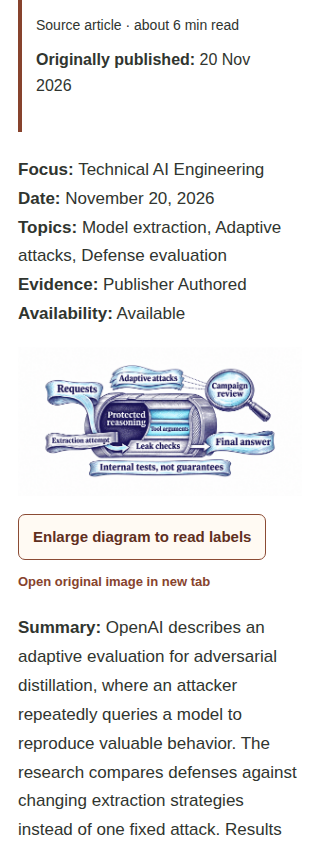 Source article · about 6 min read
Originally published: 20 Nov
2026
Focus: Technical AI Engineering
Date: November 20, 2026
Topics: Model extraction, Adaptive
attacks, Defense evaluation
Evidence: Publisher Authored
Availability: Available
Adaptive attacks
Requests
Campaign
review
Protected
reasoning
Tool arguments
Extraction attempt
Leak checks
Final answer
Internal tests, not guarantees
Enlarge diagram to read labels
Open original image in new tab
Summary: OpenAI describes an
adaptive evaluation for adversarial
distillation, where an attacker
repeatedly queries a model to
reproduce valuable behavior. The
research compares defenses against
changing extraction strategies
instead of one fixed attack. Results